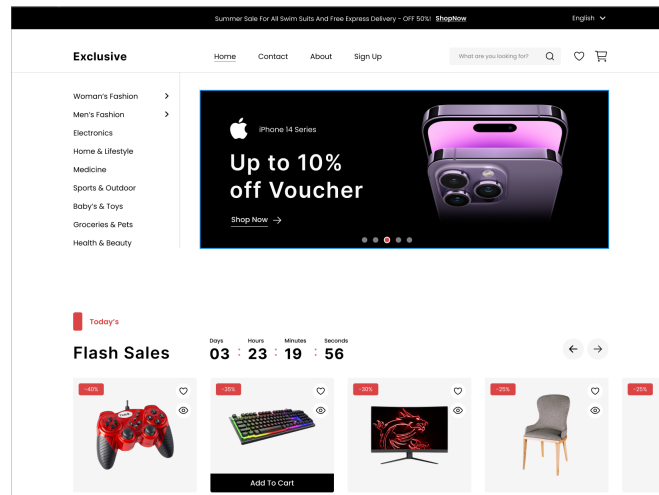 Summer Sale For All Swim Suits And Free Express Delivery - OFF 50%! ShopNow
English
Exclusive
Home
Contact
About
Sign Up
What are you looking for?
Woman's Fashion
Men's Fashion
Electronics
Home & Lifestyle
Medicine
Sports & Outdoor
Baby's & Toys
Groceries & Pets
Health & Beauty
iPhone 14 Series
Up to 10%
off Voucher
Shop Now
Today's
Flash Sales
Days
Hours
Minutes
Seconds
03 : 23 : 19 : 56
-40%
-35%
-30%
-25%
-25%
Add To Cart